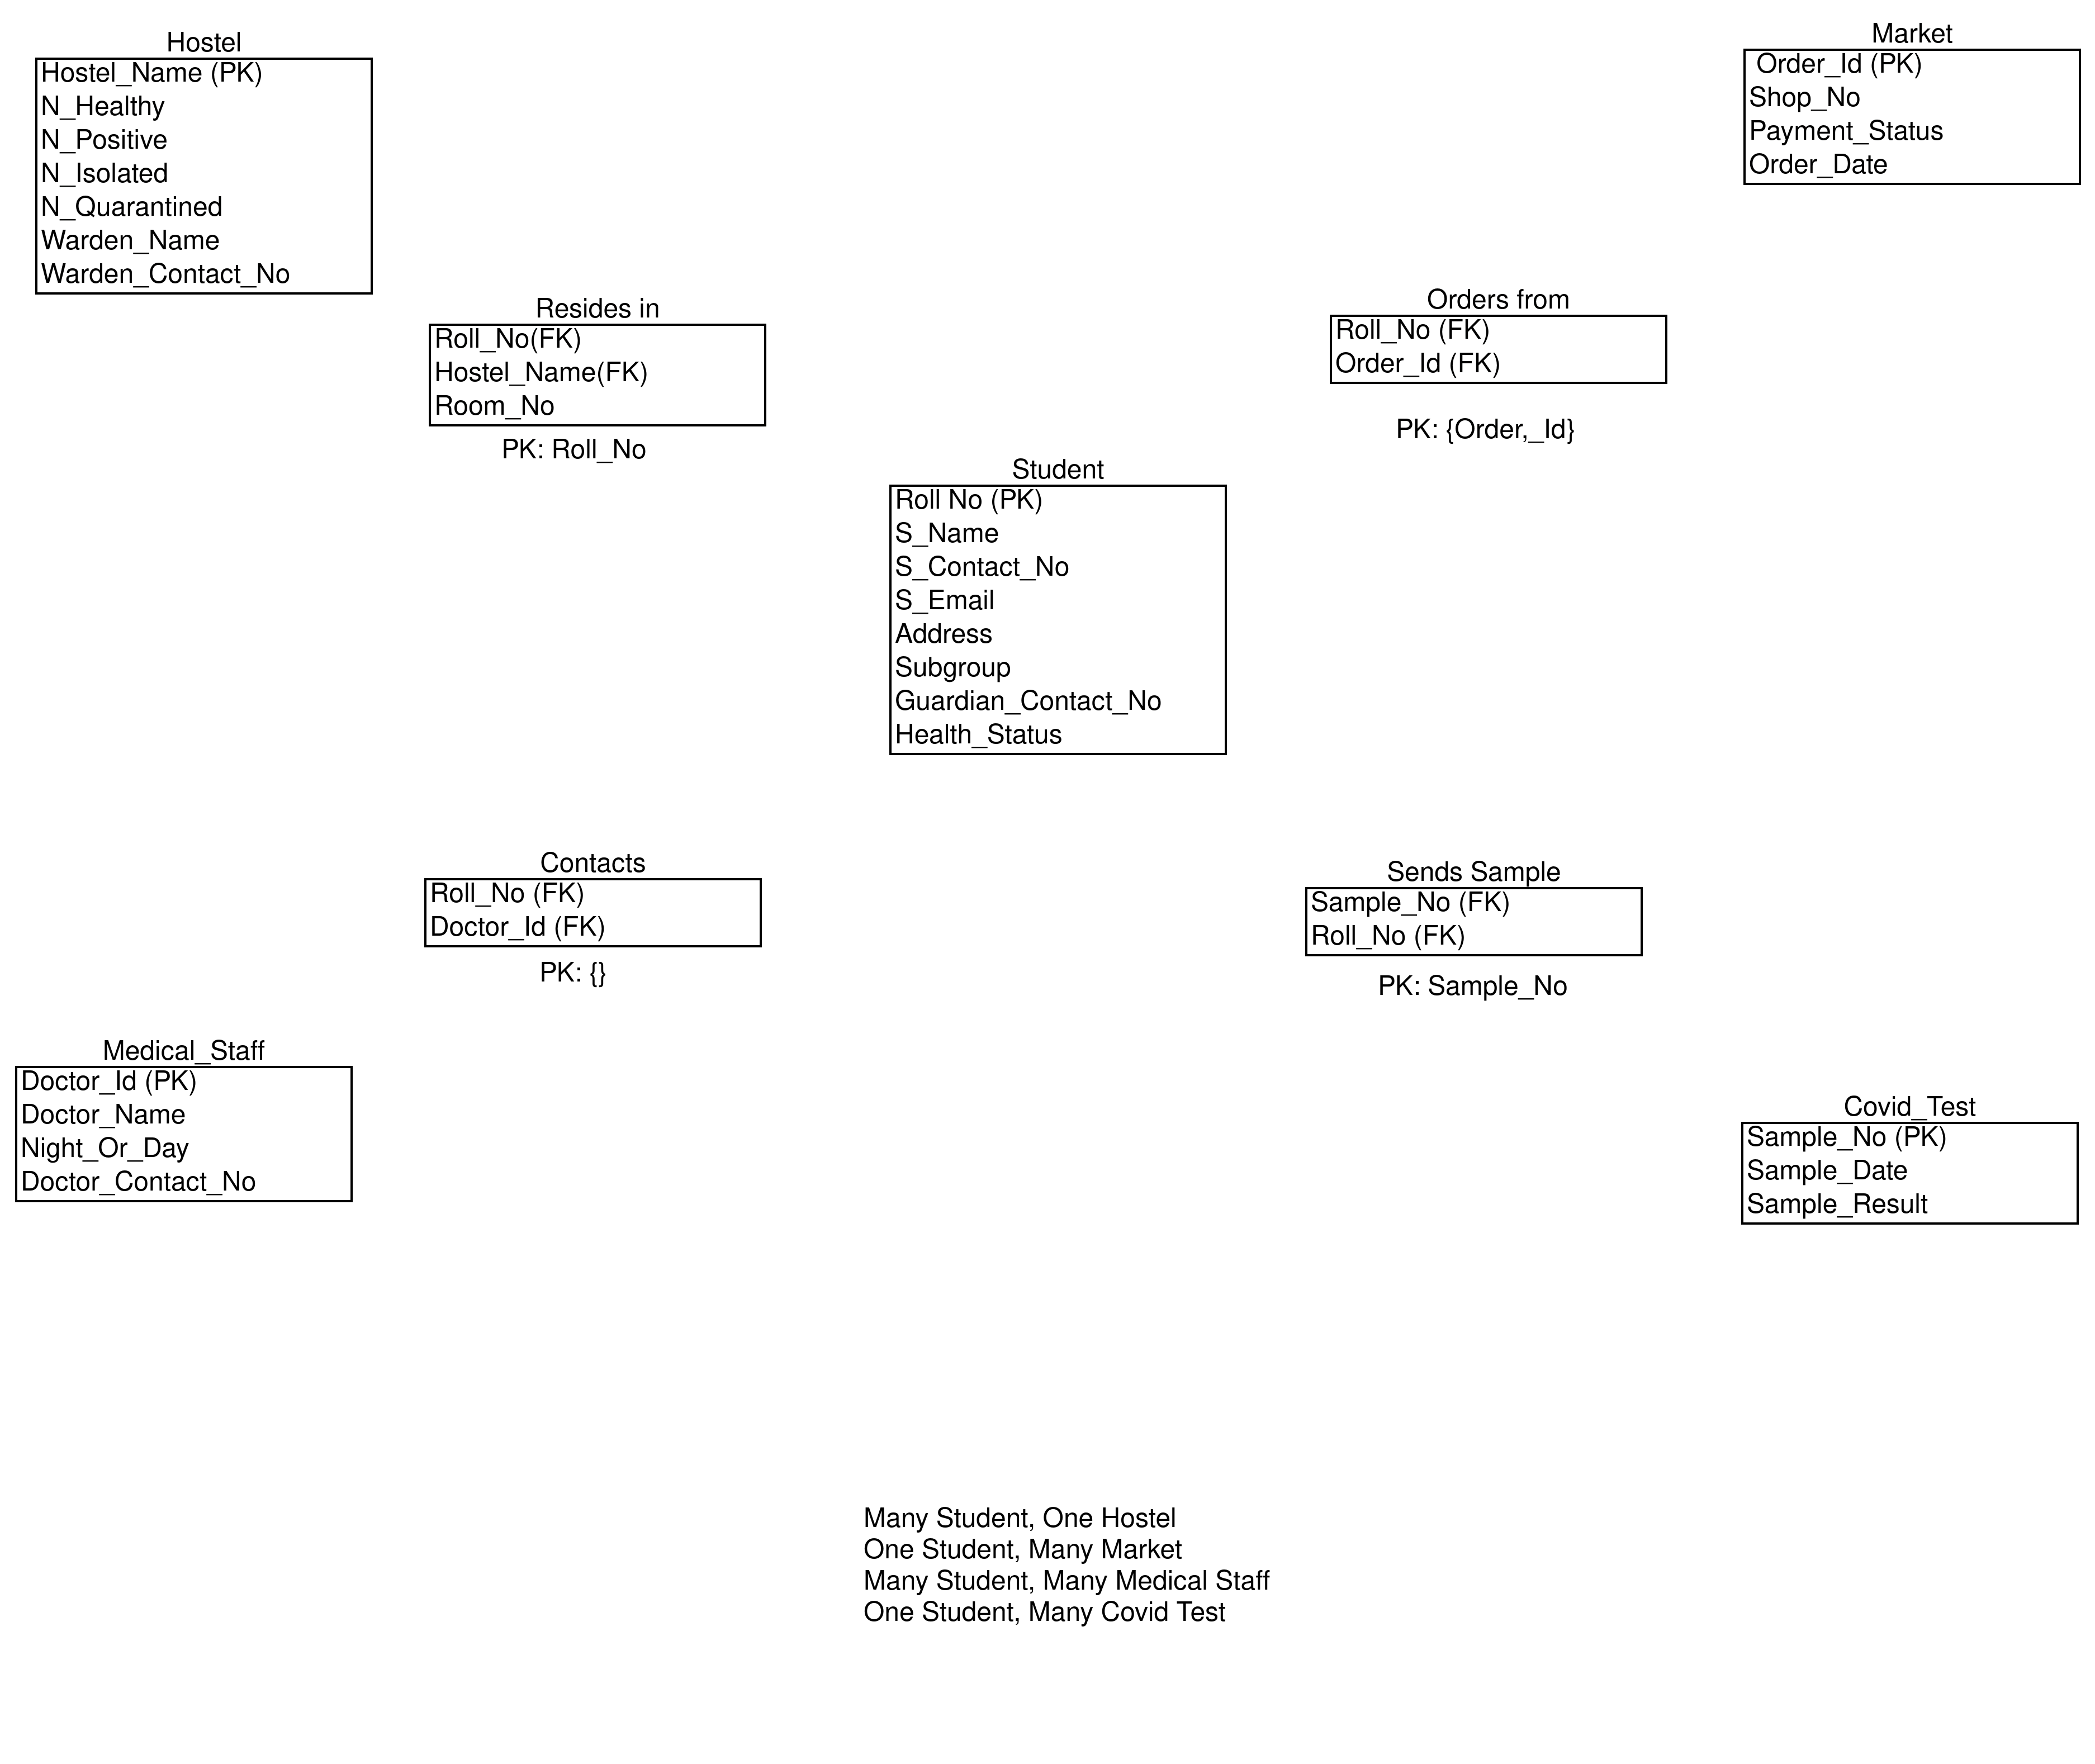 Hostel
Hostel_Name (PK)
N_Healthy
N_Positive
N_Isolated
N_Quarantined
Warden_Name
Warden_Contact_No
Market
Order_Id (PK)
Shop_No
Payment_Status
Order_Date
Resides in
Roll_No(FK)
Hostel_Name(FK)
Room_No
PK: Roll_No
Orders from
Roll_No (FK)
Order_Id (FK)
PK: {Order,_Id}
Student
Roll No (PK)
S_Name
S_Contact_No
S_Email
Address
Subgroup
Guardian_Contact_No
Health_Status
Contacts
Roll_No (FK)
Doctor_Id (FK)
PK: {}
Sends Sample
Sample_No (FK)
Roll_No (FK)
PK: Sample_No
Medical_Staff
Doctor_Id (PK)
Doctor_Name
Night_Or_Day
Doctor_Contact_No
Covid_Test
Sample_No (PK)
Sample_Date
Sample_Result
Many Student, One Hostel
One Student, Many Market
Many Student, Many Medical Staff
One Student, Many Covid Test